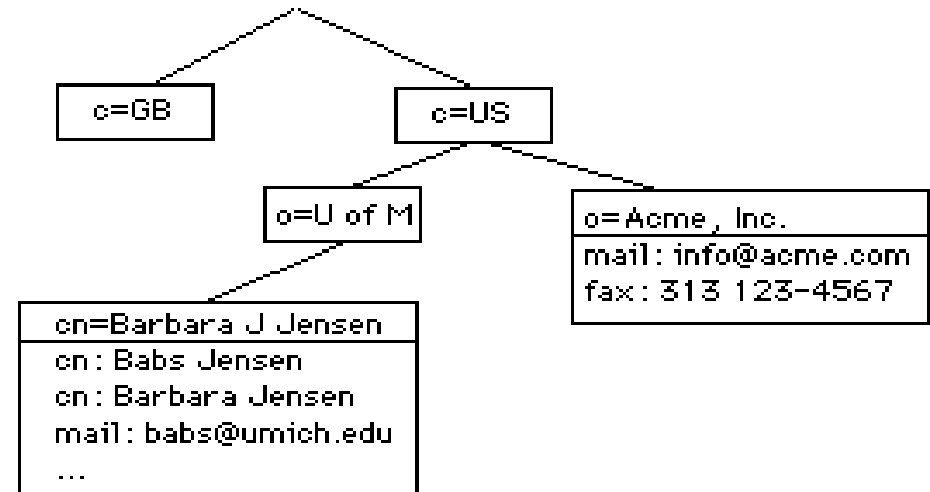 c=GB
c=US
o=U of M
o=Acme, Inc.
mail: info@acme.com
fax: 313 123-4567
cn=Barbara J Jensen
cn: Babs Jensen
cn: Barbara Jensen
mail: babs@umich.edu
...